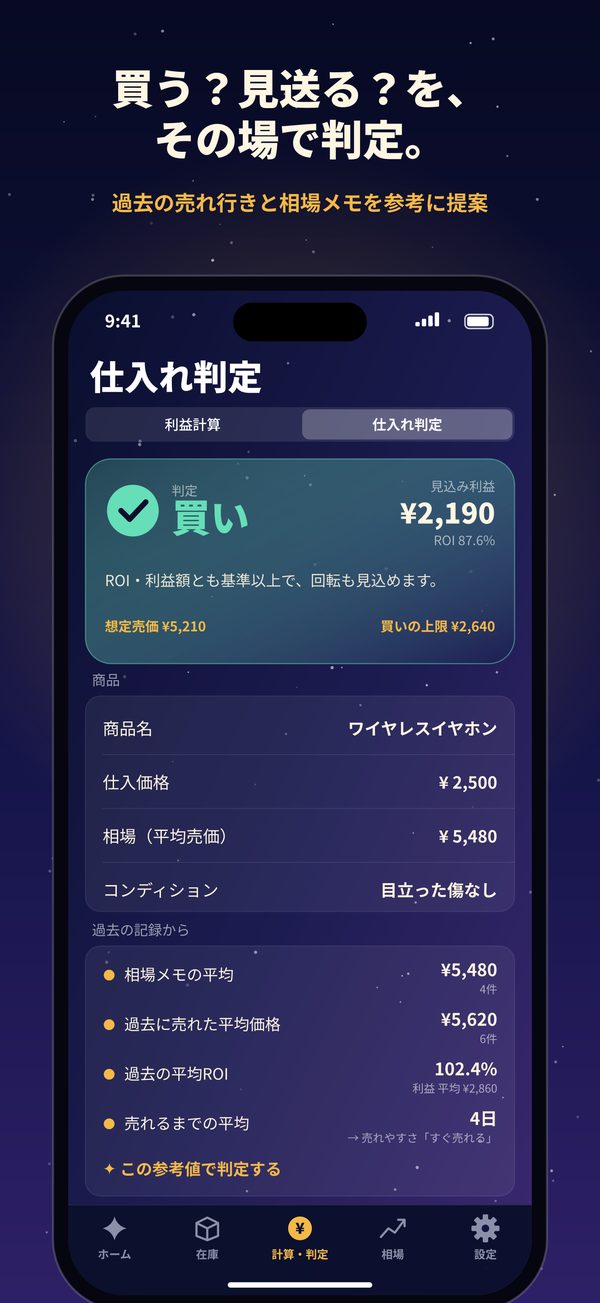 買う？見送る？を、
その場で判定。
過去の売れ行きと相場メモを参考に提案
9:41
仕入れ判定
利益計算
仕入れ判定
判定
買い
見込み利益
¥2,190
ROI 87.6%
ROI・利益額とも基準以上で、回転も見込めます。
想定売価 ¥5,210
買いの上限 ¥2,640
商品
商品名 ワイヤレスイヤホン
仕入価格 ¥ 2,500
相場（平均売価） ¥ 5,480
コンディション 目立った傷なし
過去の記録から
相場メモの平均 ¥5,480
4件
過去に売れた平均価格 ¥5,620
6件
過去の平均ROI 102.4%
利益 平均 ¥2,860
売れるまでの平均 4日
→ 売れやすさ「すぐ売れる」
✦ この参考値で判定する
¥
ホーム 在庫 計算・判定 相場 設定